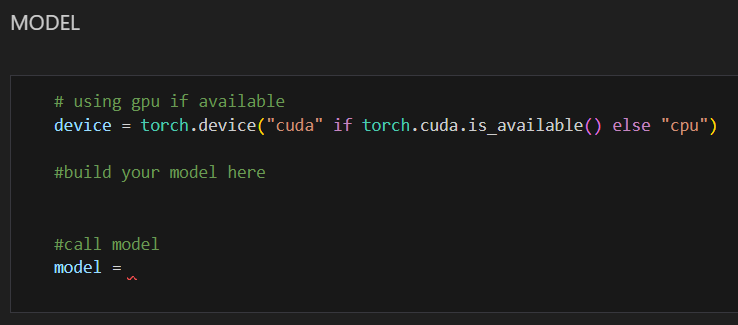 MODEL
# using gpu if available
device = torch.device("cuda" if torch.cuda.is_available() else "cpu")
#build your model here
#call model
model =